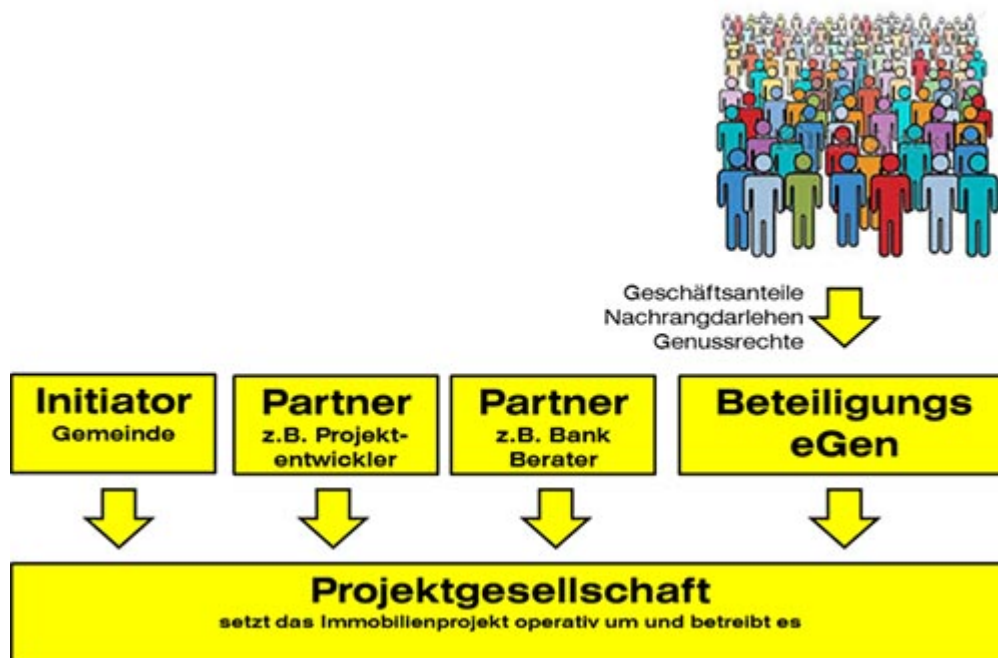 Geschäftsanteile
Nachrangdarlehen
Genussrechte
Initiator
Gemeinde
Partner
z.B. Projekt-
entwickler
Partner
z.B. Bank
Berater
Beteiligungs
eGen
Projektgesellschaft
setzt das Immobilienprojekt operativ um und betreibt es